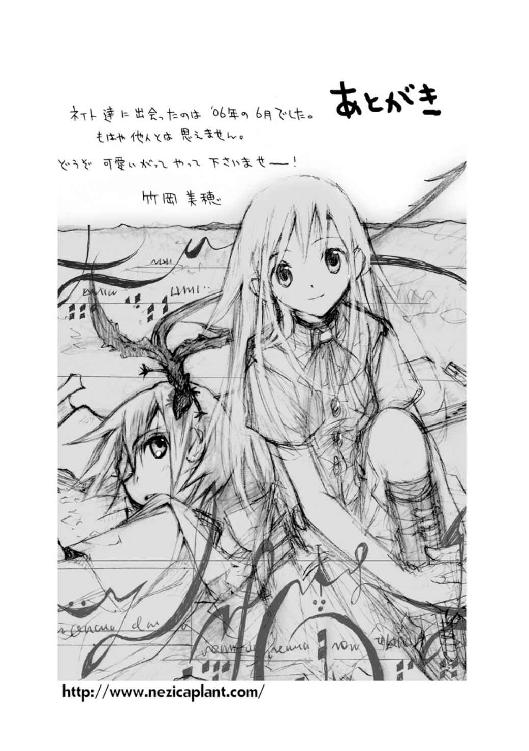 あとがき
ネイト達に出会ったのは '06年の6月でした。
もはや他人とは思えません。
どうぞ可愛いがってやって下さいませー!
竹岡美穂
http://www.nezicaplant.com/